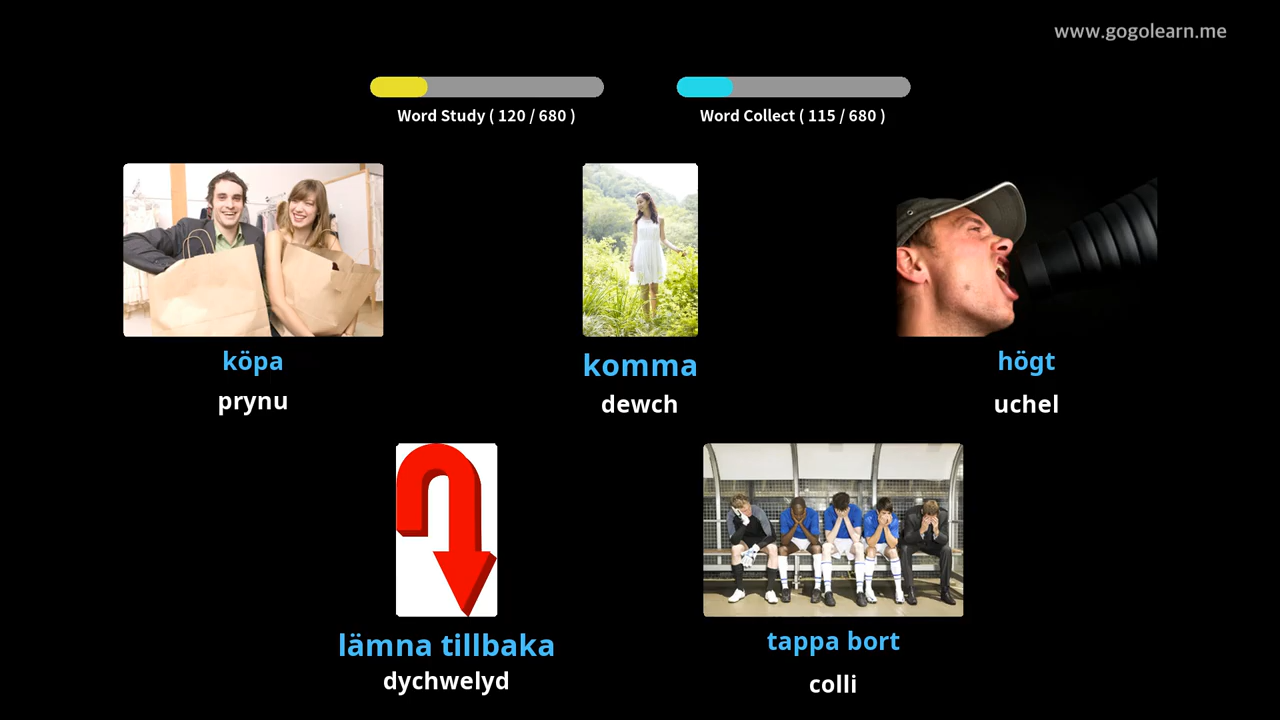 www.gogolearn.me
Word Study ( 120 / 680 )
Word Collect ( 115 / 680 )
köpa
prynu
komma
dewch
högt
uchel
lämna tillbaka
dychwelyd
tappa bort
colli